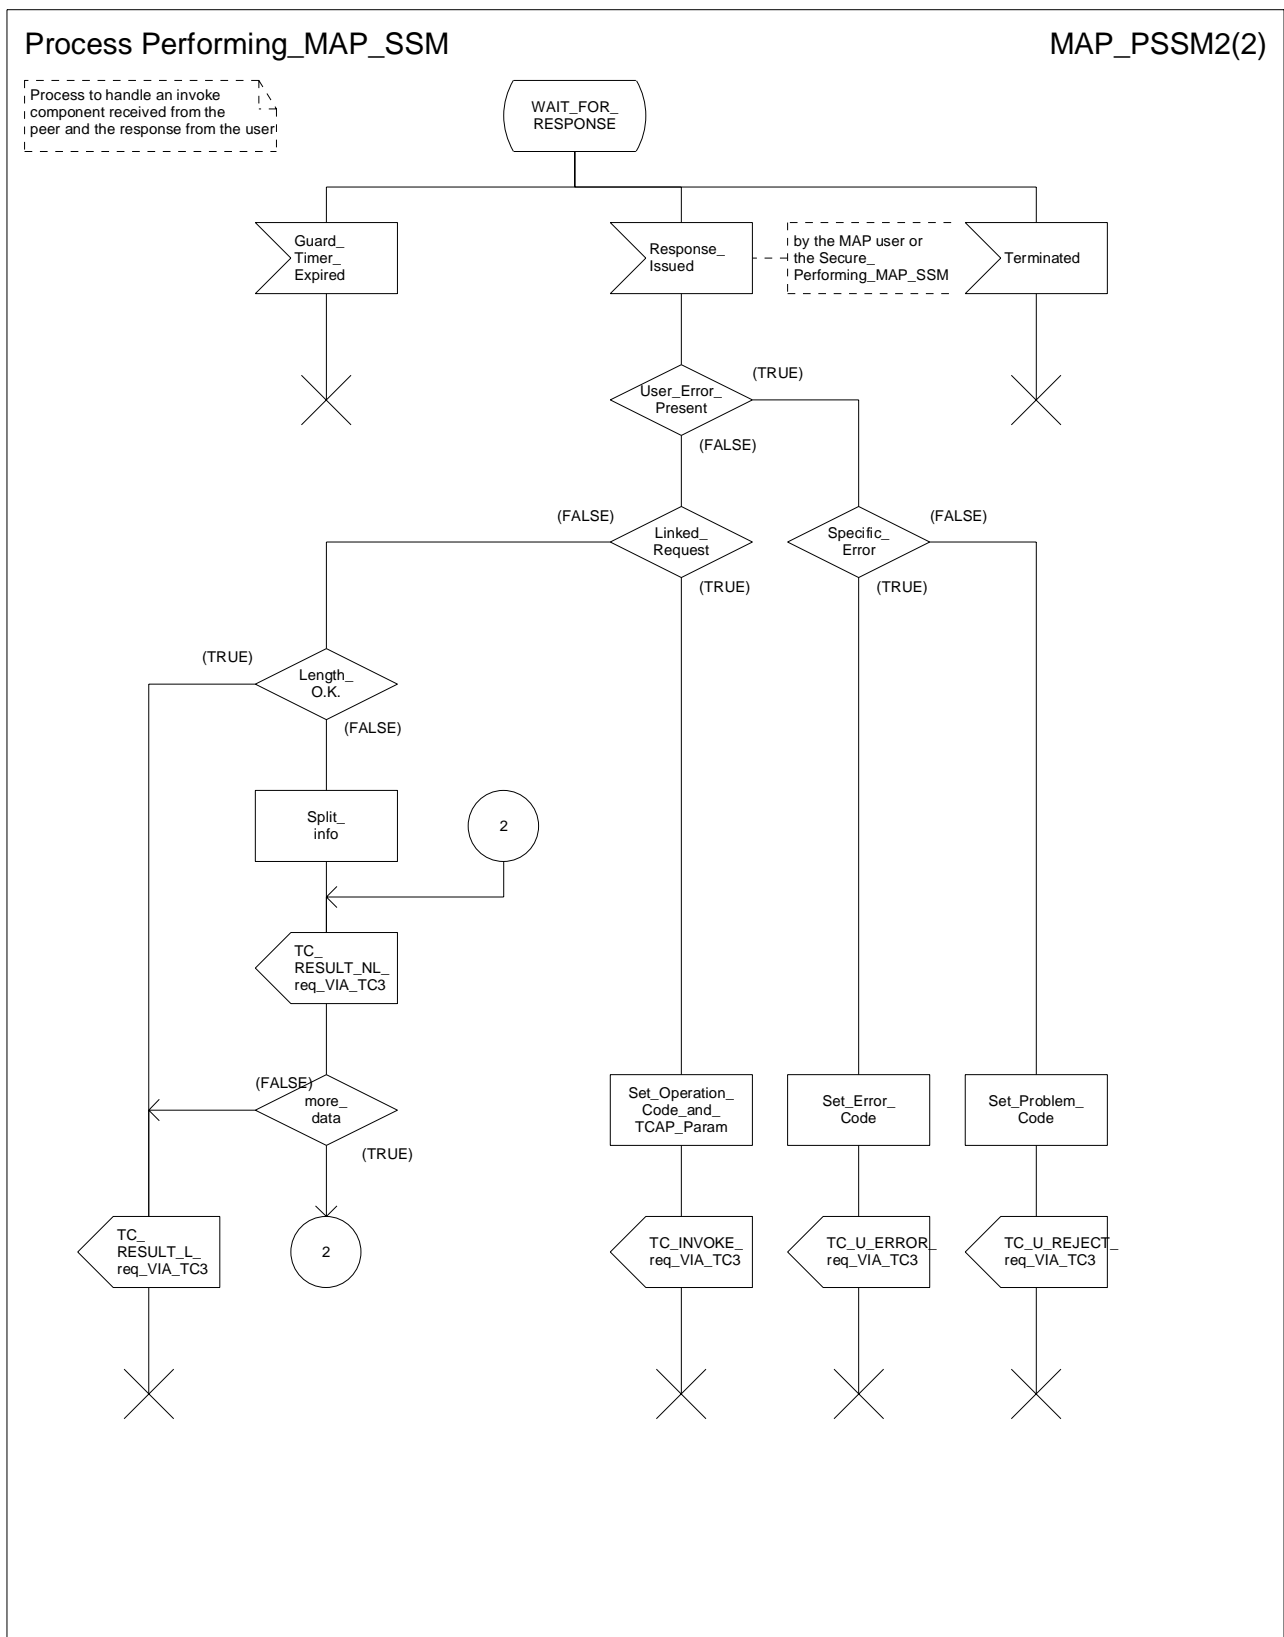 Process Performing_MAP_SSM
MAP_PSSM2(2)
Process to handle an invoke
component received from the
peer and the response from the user
WAIT_FOR_
RESPONSE
Guard_
Timer_
Expired
Response_
Issued
by the MAP user or
the Secure_
Performing_MAP_SSM
Terminated
User_Error_
Present
(TRUE)
(FALSE)
(FALSE)
Linked_
Request
(TRUE)
Specific_
Error
(FALSE)
(TRUE)
(TRUE)
Length_
O.K.
(FALSE)
Split_
info
2
TC_
RESULT_NL_
req_VIA_TC3
(FALSE)
more_
data
(TRUE)
Set_Operation_
Code_and_
TCAP_Param
Set_Error_
Code
Set_Problem_
Code
TC_
RESULT_L_
req_VIA_TC3
2
TC_INVOKE_
req_VIA_TC3
TC_U_ERROR_
req_VIA_TC3
TC_U_REJECT_
req_VIA_TC3